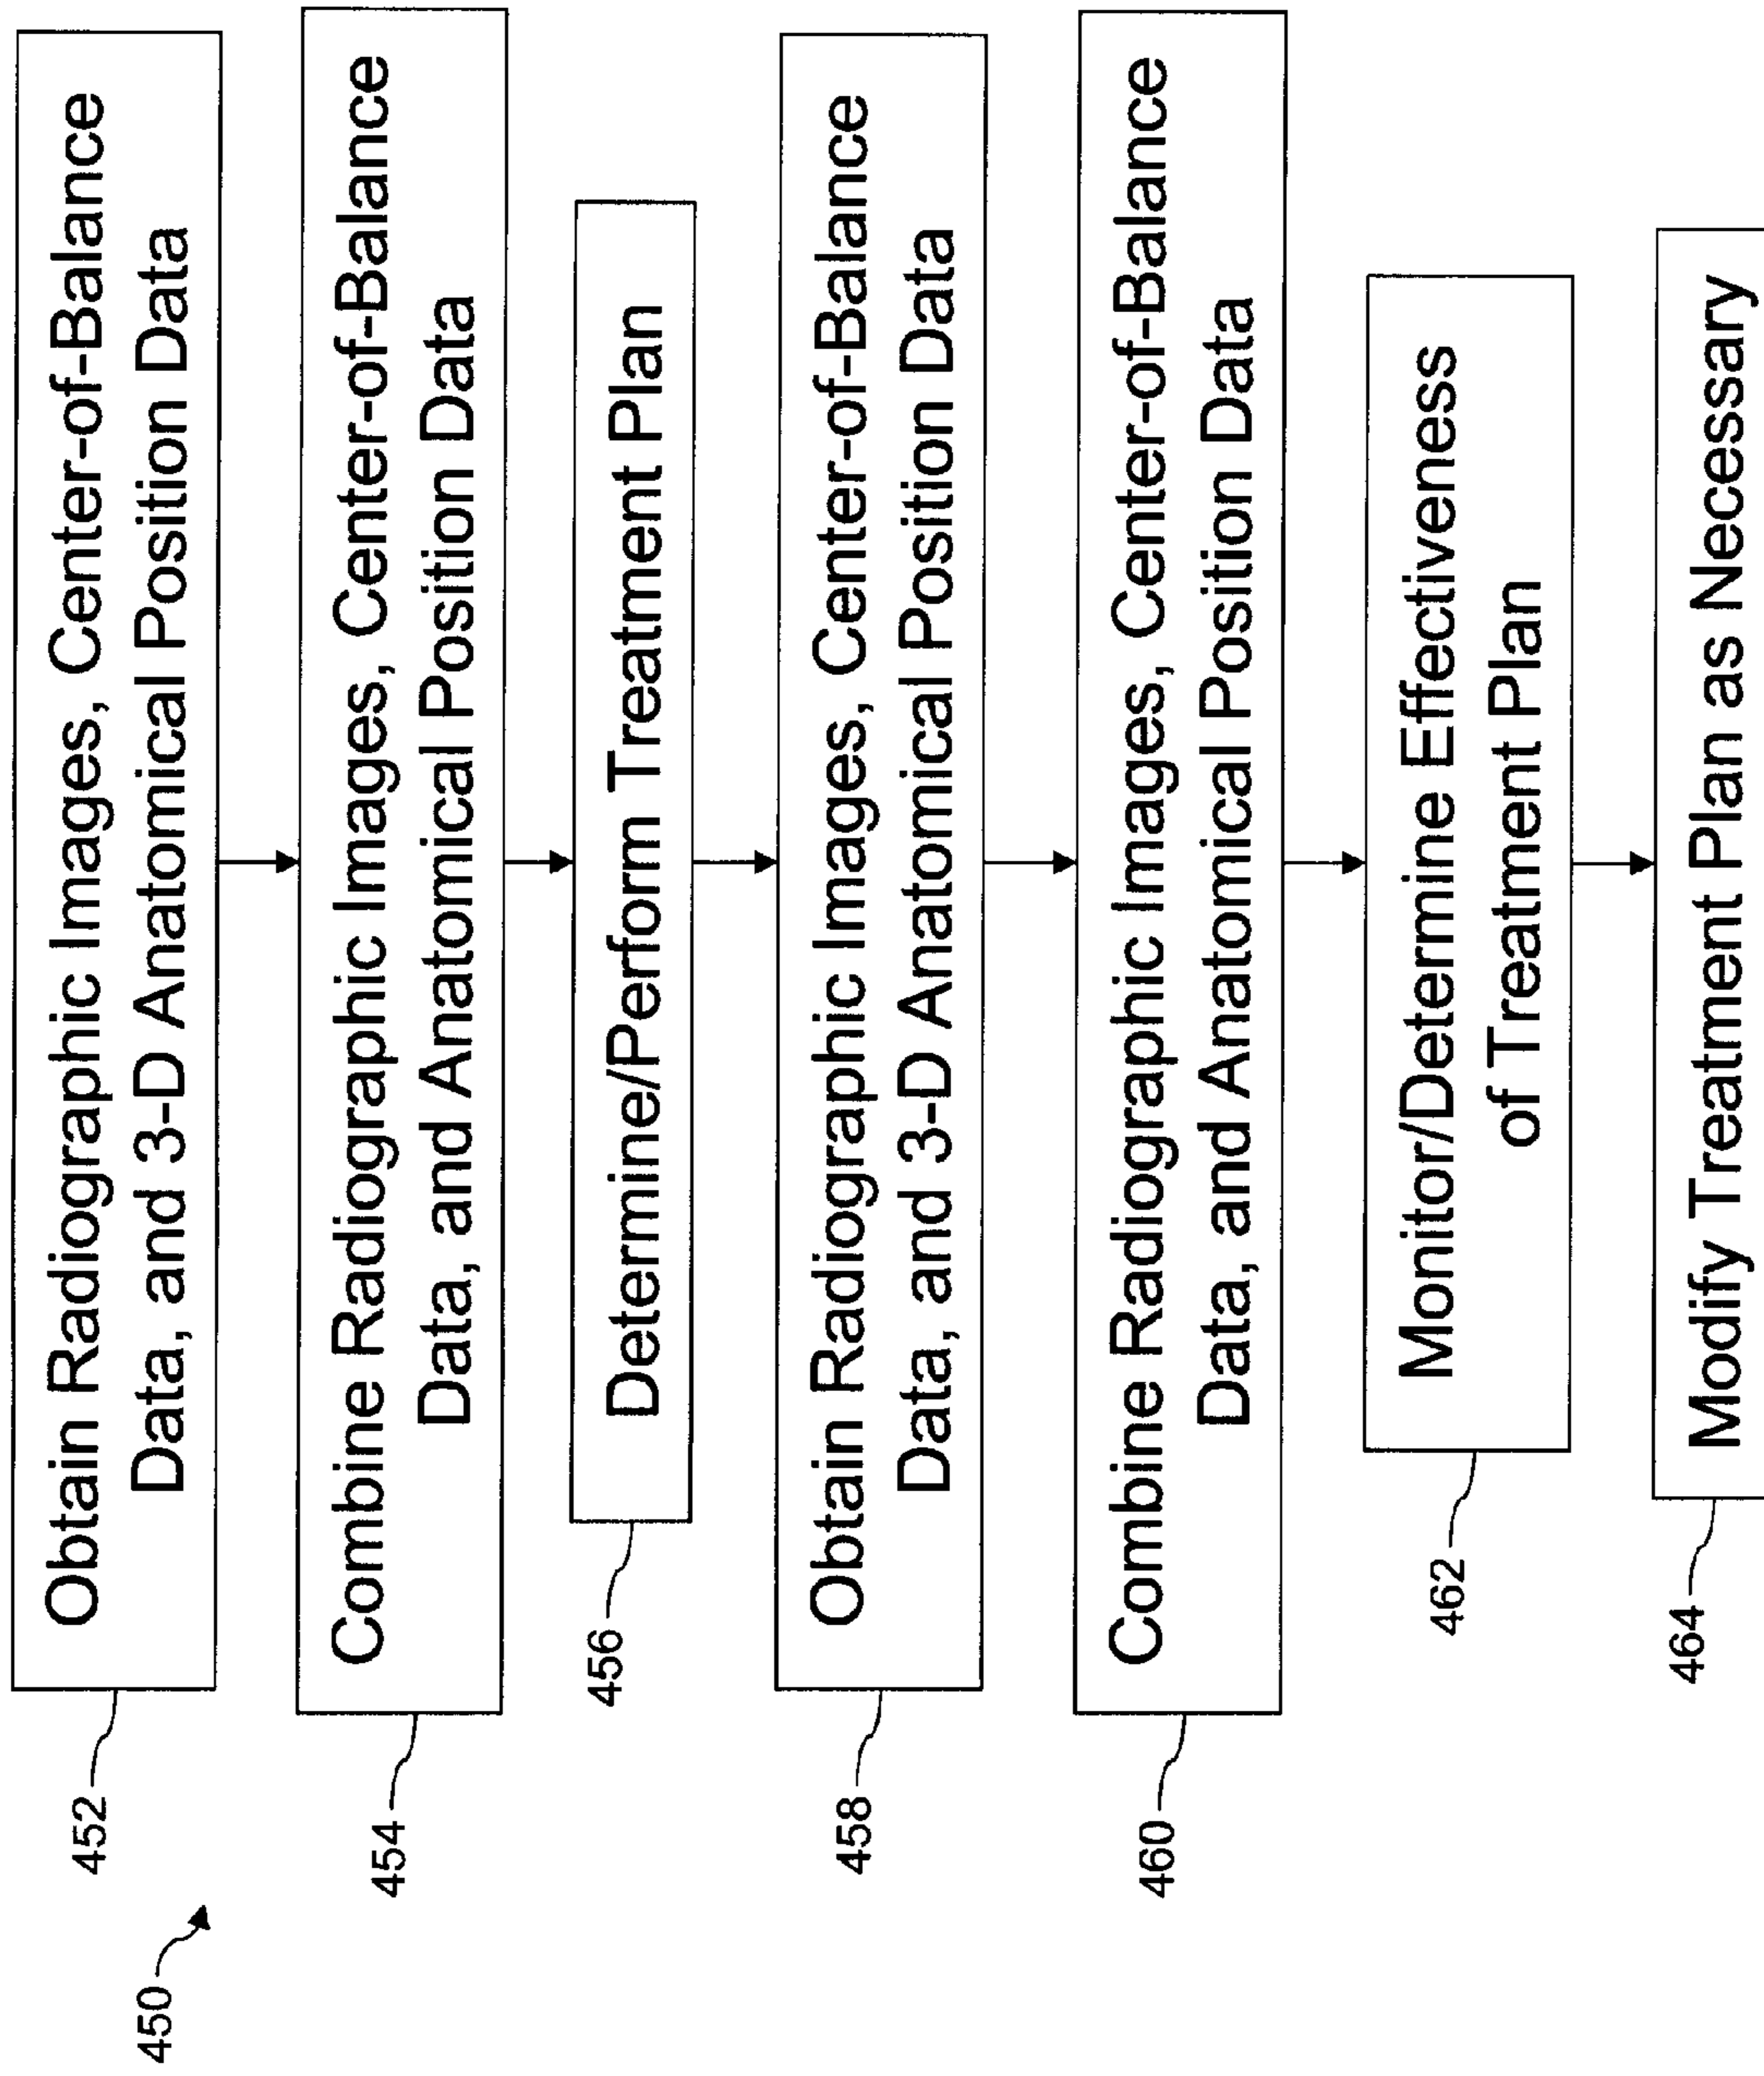 450
452
Obtain Radiographic Images, Center-of-Balance
Data, and 3-D Anatomical Position Data
454
Combine Radiographic Images, Center-of-Balance
Data, and Anatomical Position Data
456
Determine/Perform Treatment Plan
458
Obtain Radiographic Images, Center-of-Balance
Data, and 3-D Anatomical Position Data
460
Combine Radiographic Images, Center-of-Balance
Data, and Anatomical Position Data
462
Monitor/Determine Effectiveness
of Treatment Plan
464
Modify Treatment Plan as Necessary